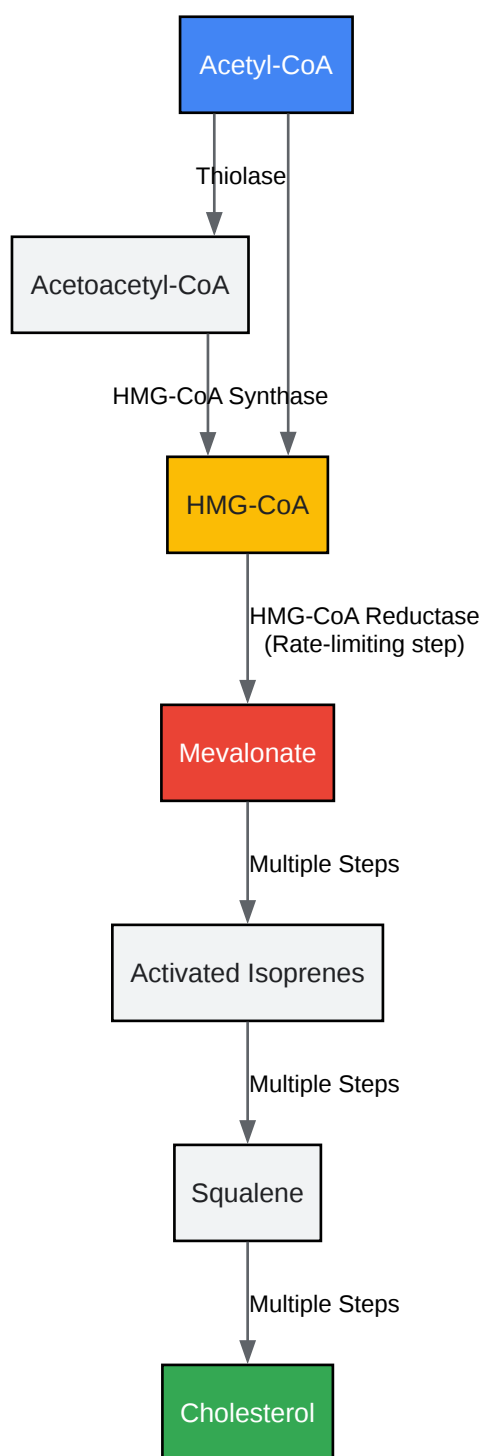 Acetyl-CoA
Thiolase
Acetoacetyl-CoA
HMG-CoA Synthase
HMG-CoA
HMG-CoA Reductase
(Rate-limiting step)
Mevalonate
Multiple Steps
Activated Isoprenes
Multiple Steps
Squalene
Multiple Steps
Cholesterol